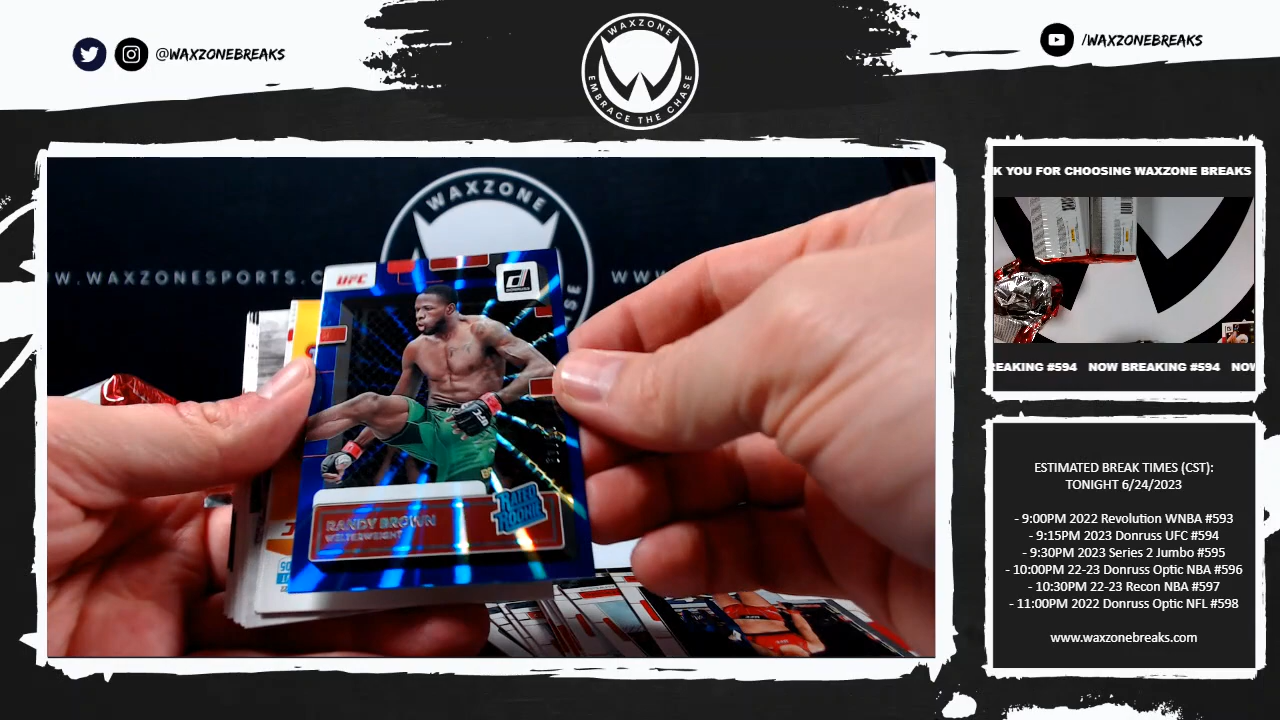 @WAXZONEBREAKS
WAXZONE
EMBRACE THE CHASE
/WAXZONEBREAKS
K YOU FOR CHOOSING WAXZONE BREAKS
WAXZONE
W.WAXZONESPORTS.C
WW
SE
UFC
d
DONRUSS
RATED
ROOKIE
RANDY BROWN
WELTERWEIGHT
EAKING #594 NOW BREAKING #594 NOW
ESTIMATED BREAK TIMES (CST):
TONIGHT 6/24/2023
- 9:00PM 2022 Revolution WNBA #593
- 9:15PM 2023 Donruss UFC #594
- 9:30PM 2023 Series 2 Jumbo #595
- 10:00PM 22-23 Donruss Optic NBA #596
- 10:30PM 22-23 Recon NBA #597
- 11:00PM 2022 Donruss Optic NFL #598
www.waxzonebreaks.com